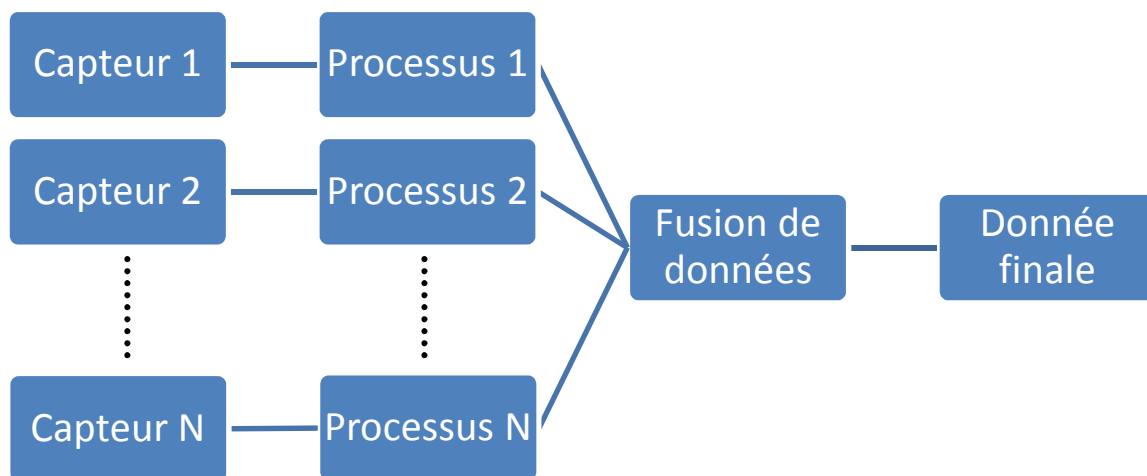 Capteur 1
Processus 1
Capteur 2
Processus 2
Fusion de
données
Donnée
finale
Capteur N
Processus N